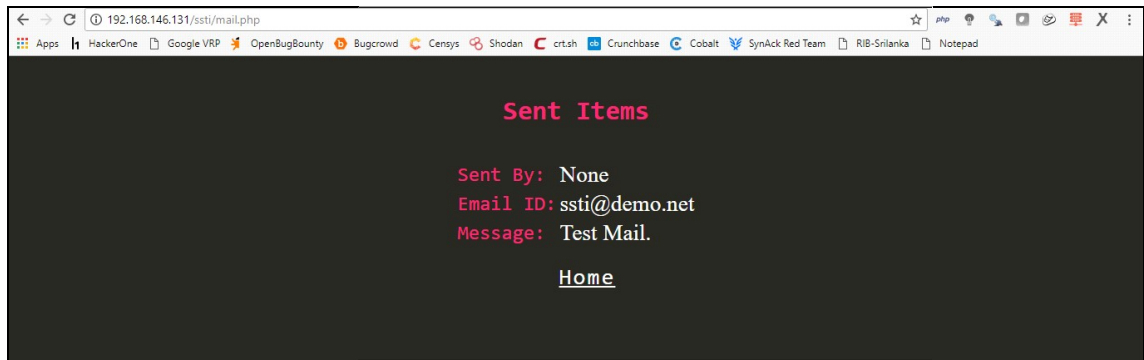 192.168.146.131/ssti/mail.php
php
X
Apps HackerOne Google VRP OpenBugBounty Bugcrowd Censys Shodan crt.sh Crunchbase Cobalt SynAck Red Team RIB-Srilanka Notepad
Sent Items
Sent By: None
Email ID: ssti@demo.net
Message: Test Mail.
Home